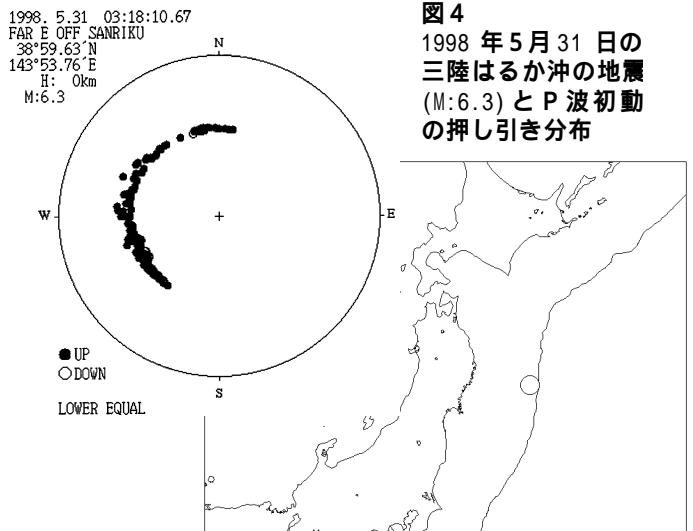 1998. 5.31 03:18:10.67
FAR E OFF SANRIKU
38°59.63´N
143°53.76´E
H: 0km
M:6.3
図４
1998 年５月 31 日の
三陸はるか沖の地震
(M:6.3) と P 波初動
の押し引き分布
N
W
E
S
UP
DOWN
LOWER EQUAL